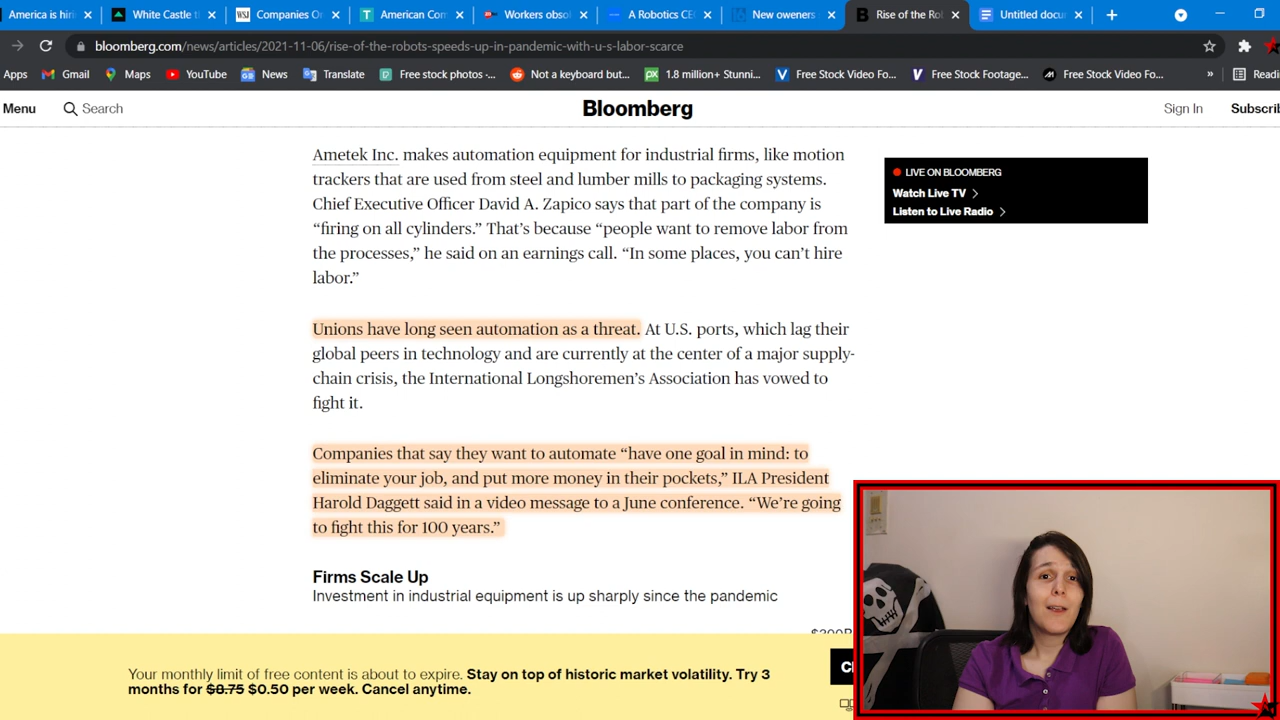 America is hiri
White Castle t
WSJ Companies O
American Com
Workers obsol
A Robotics CE
New owners
B Rise of the Ro
Untitled docu
bloomberg.com/news/articles/2021-11-06/rise-of-the-robots-speeds-up-in-pandemic-with-u-s-labor-scarce
Apps Gmail Maps YouTube News Translate Free stock photos -... Not a keyboard but... 1.8 million+ Stunni... Free Stock Video Fo... Free Stock Footage... Free Stock Video Fo... » Readi
Menu Search Bloomberg Sign In Subscrib
Ametek Inc. makes automation equipment for industrial firms, like motion
trackers that are used from steel and lumber mills to packaging systems.
Chief Executive Officer David A. Zapico says that part of the company is
“firing on all cylinders.” That’s because “people want to remove labor from
the processes,” he said on an earnings call. “In some places, you can’t hire
labor.”
LIVE ON BLOOMBERG
Watch Live TV >
Listen to Live Radio >
Unions have long seen automation as a threat. At U.S. ports, which lag their
global peers in technology and are currently at the center of a major supply-
chain crisis, the International Longshoremen’s Association has vowed to
fight it.
Companies that say they want to automate “have one goal in mind: to
eliminate your job, and put more money in their pockets,” ILA President
Harold Daggett said in a video message to a June conference. “We’re going
to fight this for 100 years.”
Firms Scale Up
Investment in industrial equipment is up sharply since the pandemic
Your monthly limit of free content is about to expire. Stay on top of historic market volatility. Try 3
months for $8.75 $0.50 per week. Cancel anytime.